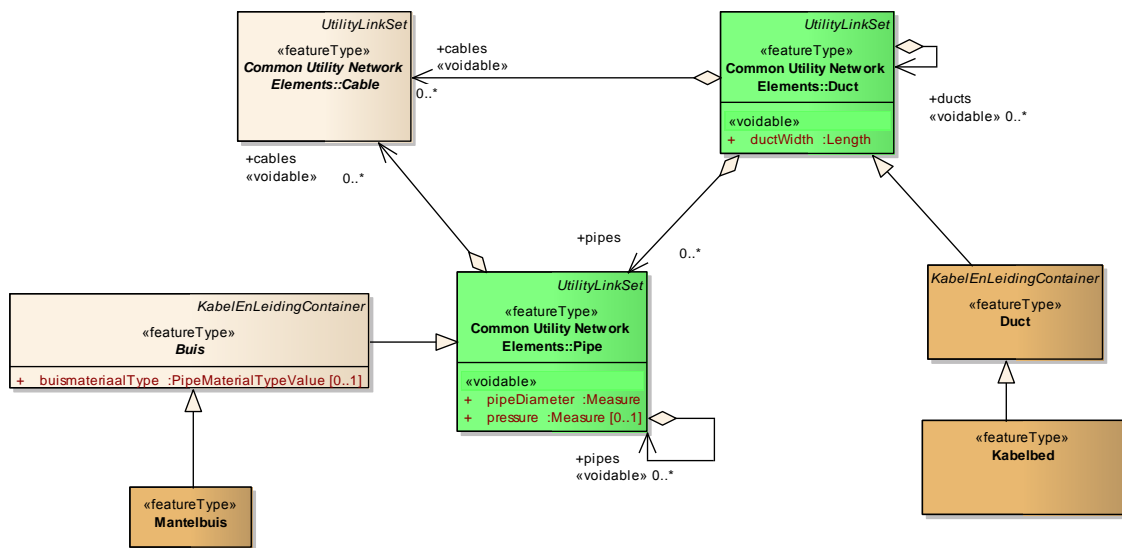 UtilityLinkSet
«featureType»
Common Utility Network
Elements::Cable
+cables
«voidable»
0..*
UtilityLinkSet
«featureType»
Common Utility Network
Elements::Duct
«voidable»
+ ductWidth :Length
+ducts
«voidable» 0..*
+cables
«voidable»
0..*
+pipes
0..*
UtilityLinkSet
«featureType»
Common Utility Network
Elements::Pipe
«voidable»
+ pipeDiameter :Measure
+ pressure :Measure [0..1]
+pipes
«voidable» 0..*
KabelEnLeidingContainer
«featureType»
Buis
+ buismateriaalType :PipeMaterialTypeValue [0..1]
KabelEnLeidingContainer
«featureType»
Duct
«featureType»
Kabelbed
«featureType»
Mantelbuis